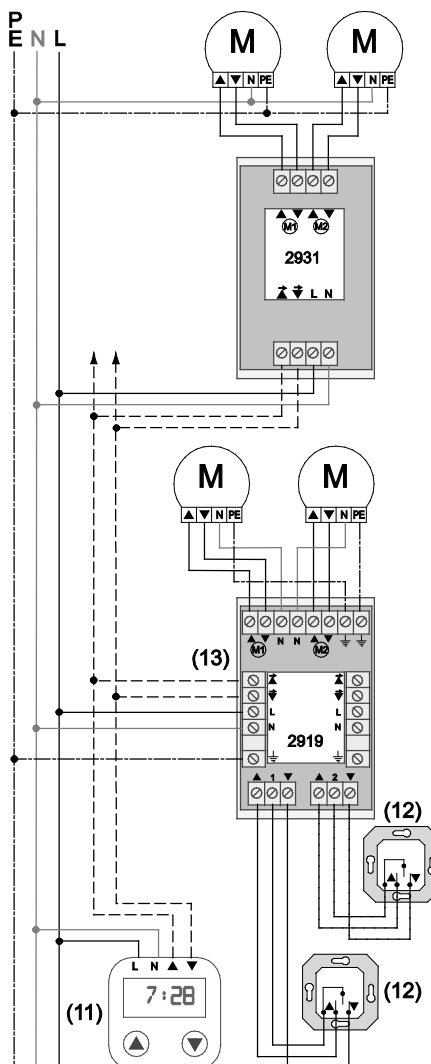 P
E N L
M M
▲ ▼ N PE ▲ ▼ N PE
▲ ▼ ▲ ▼
M1 M2
2931
▲ ▼ L N
M M
▲ ▼ N PE ▲ ▼ N PE
(13)
▲ ▼ N N ▲ ▼
M1 M2
▲ ▲
▼ ▼
L L
N N
2919
▲ 1 ▼ ▲ 2 ▼
(12)
▲ ▼
L N ▲ ▼
(12)
▲ ▼
7:28
(11)
▲ ▼